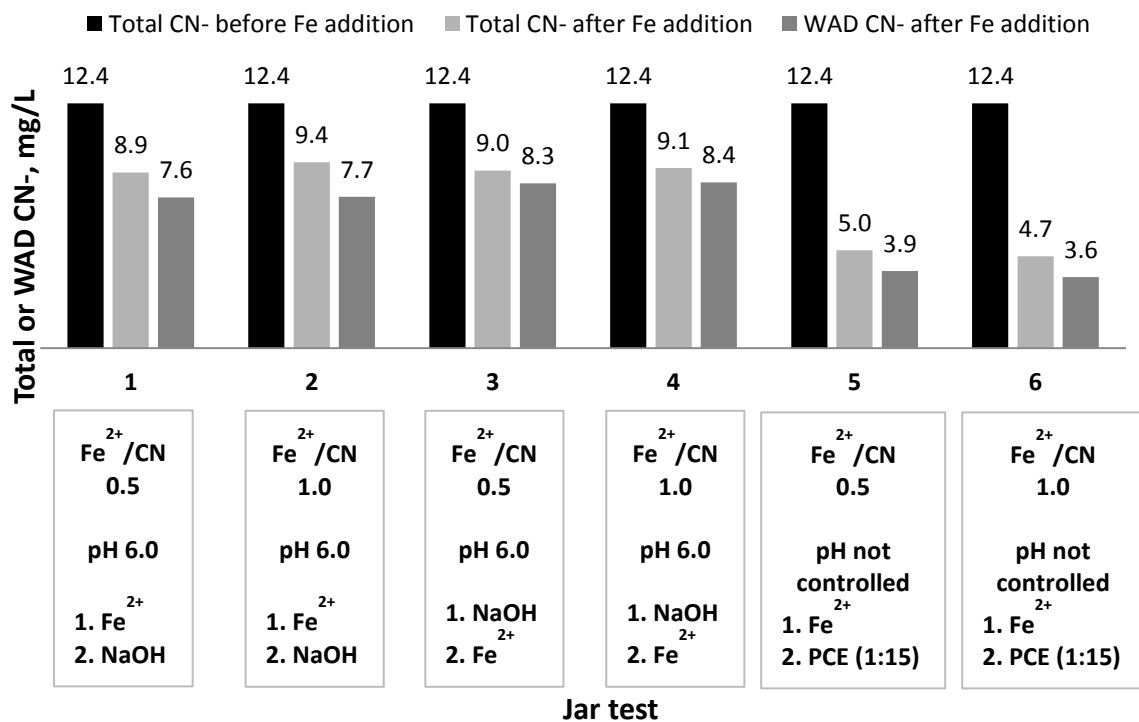 Total CN- before Fe addition Total CN- after Fe addition WAD CN- after Fe addition
Total or WAD CN-, mg/L
12.4 8.9 7.6 12.4 9.4 7.7 12.4 9.0 8.3 12.4 9.1 8.4 12.4 5.0 3.9 12.4 4.7 3.6
1 2 3 4 5 6
Fe²⁺/CN
0.5
pH 6.0
1. Fe²⁺
2. NaOH
Fe²⁺/CN
1.0
pH 6.0
1. Fe²⁺
2. NaOH
Fe²⁺/CN
0.5
pH 6.0
1. NaOH
2. Fe²⁺
Fe²⁺/CN
1.0
pH 6.0
1. NaOH
2. Fe²⁺
Fe²⁺/CN
0.5
pH not
controlled
1. Fe²⁺
2. PCE (1:15)
Fe²⁺/CN
1.0
pH not
controlled
1. Fe²⁺
2. PCE (1:15)
Jar test